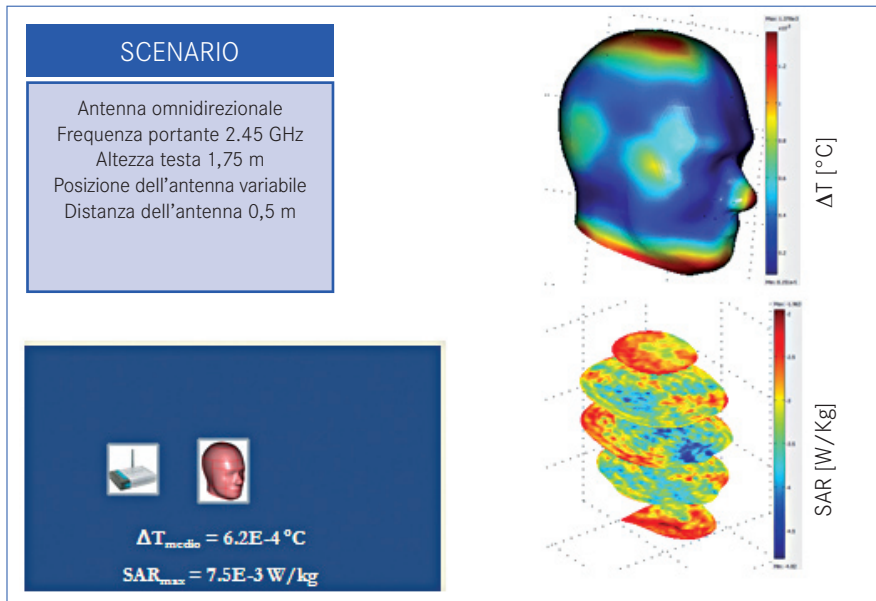 SCENARIO
Antenna omnidirezionale
Frequenza portante 2.45 GHz
Altezza testa 1,75 m
Posizione dell'antenna variabile
Distanza dell'antenna 0,5 m
ΔT [°C]
SAR [W/Kg]
ΔTmedio = 6.2E-4 °C
SARmax = 7.5E-3 W/kg